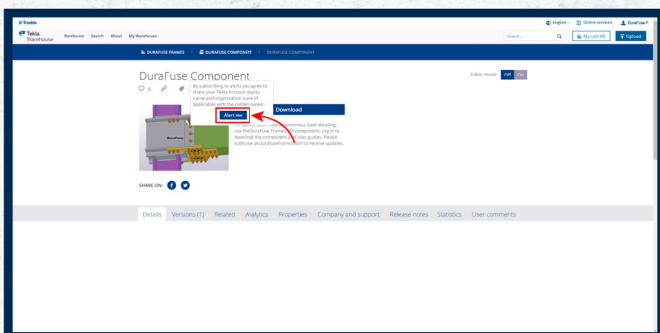 Trimble
English
Online services
DuraFuse F.
Tekla
Warehouse
Warehouse Search About My Warehouse
Search...
My cart (0)
Upload
DURAFUSE FRAMES
DURAFUSE COMPONENT
DURAFUSE COMPONENT
DuraFuse Component
Editor mode: Off On
0
By subscribing to alerts you agree to
share your Tekla Account display
name and organization name (if
applicable) with the content owner.
Alert me
Download
steel detailing,
use the DuraFuse Frames component. Log in to
download the component and user guides. Please
subscribe at durafuseframes.com to receive updates.
SHARE ON:
Details Versions (1) Related Analytics Properties Company and support Release notes Statistics User comments